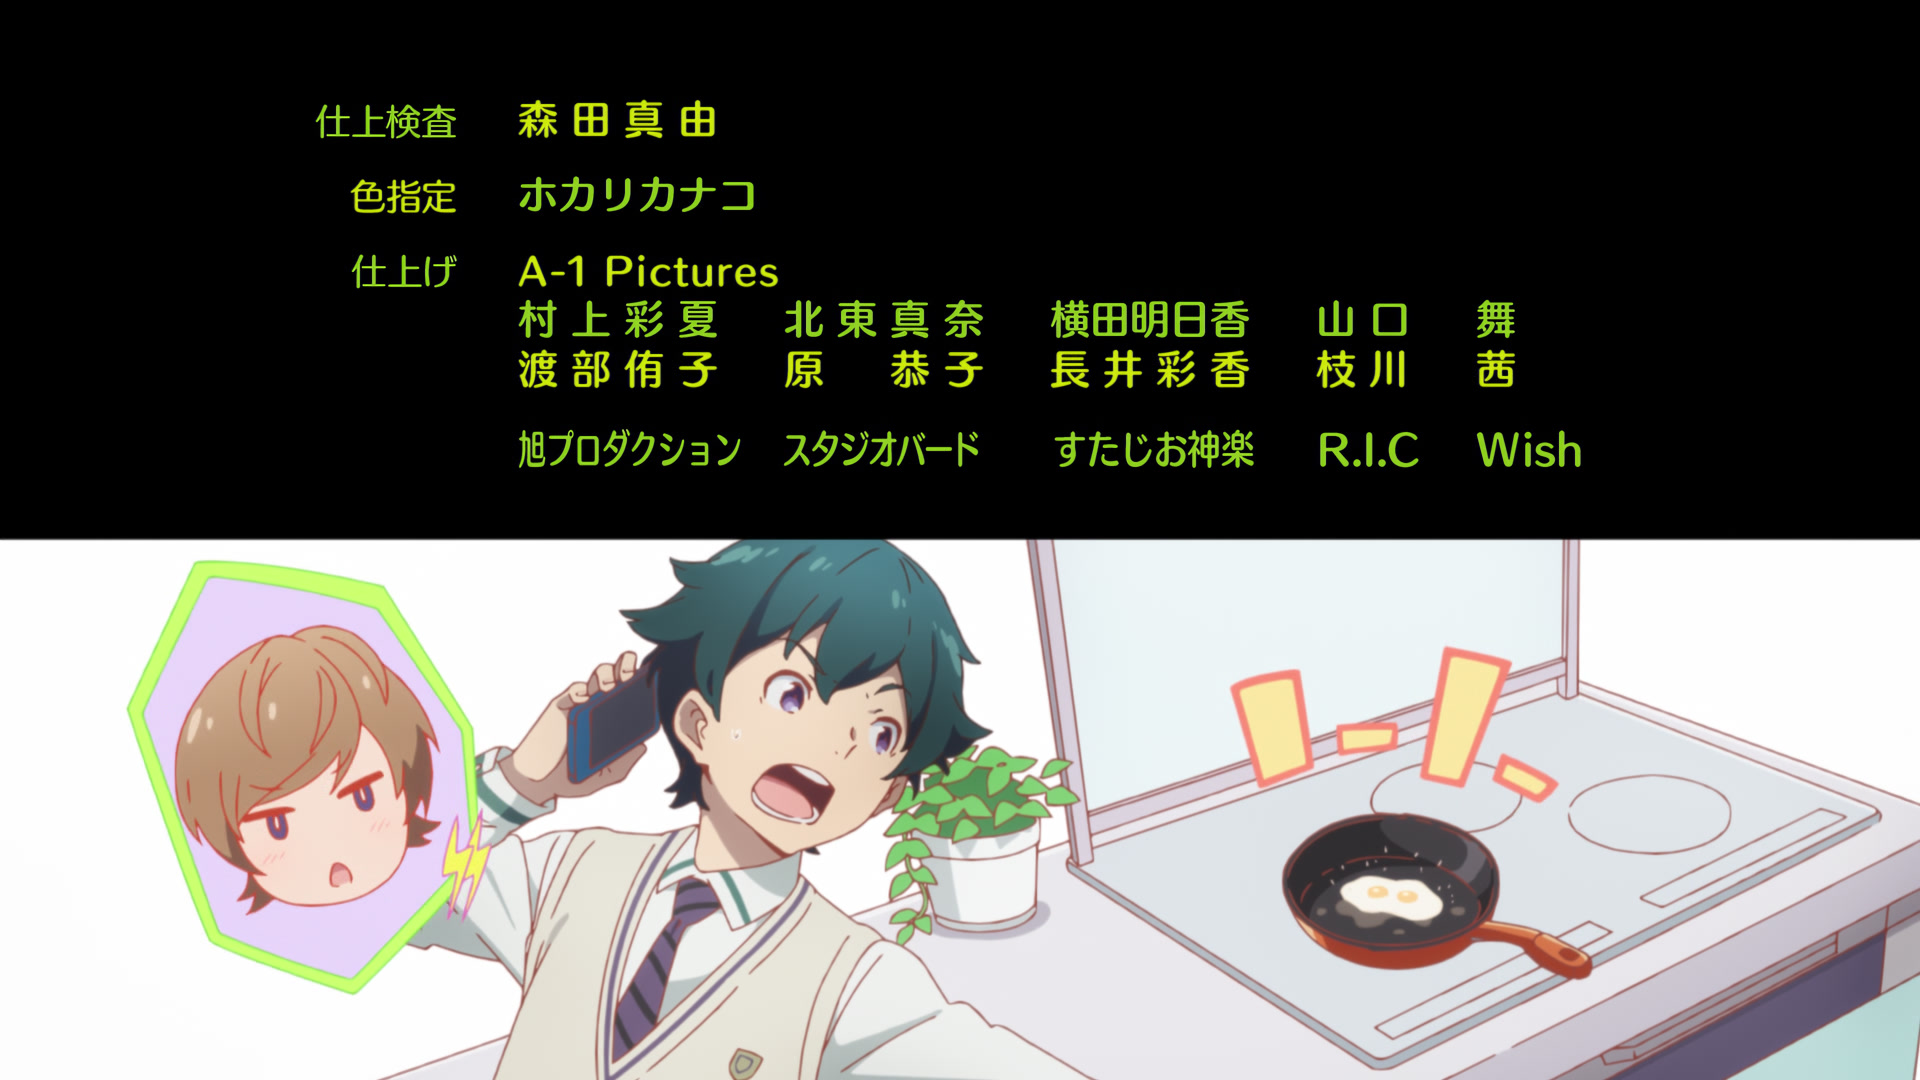 仕上検査 森田真由
色指定 ホカリカナコ
仕上げ A-1 Pictures
村上彩夏 北東真奈 横田明日香 山口 舞
渡部侑子 原 恭子 長井彩香 枝川 茜
旭プロダクション スタジオバード すたじお神楽 R.I.C Wish